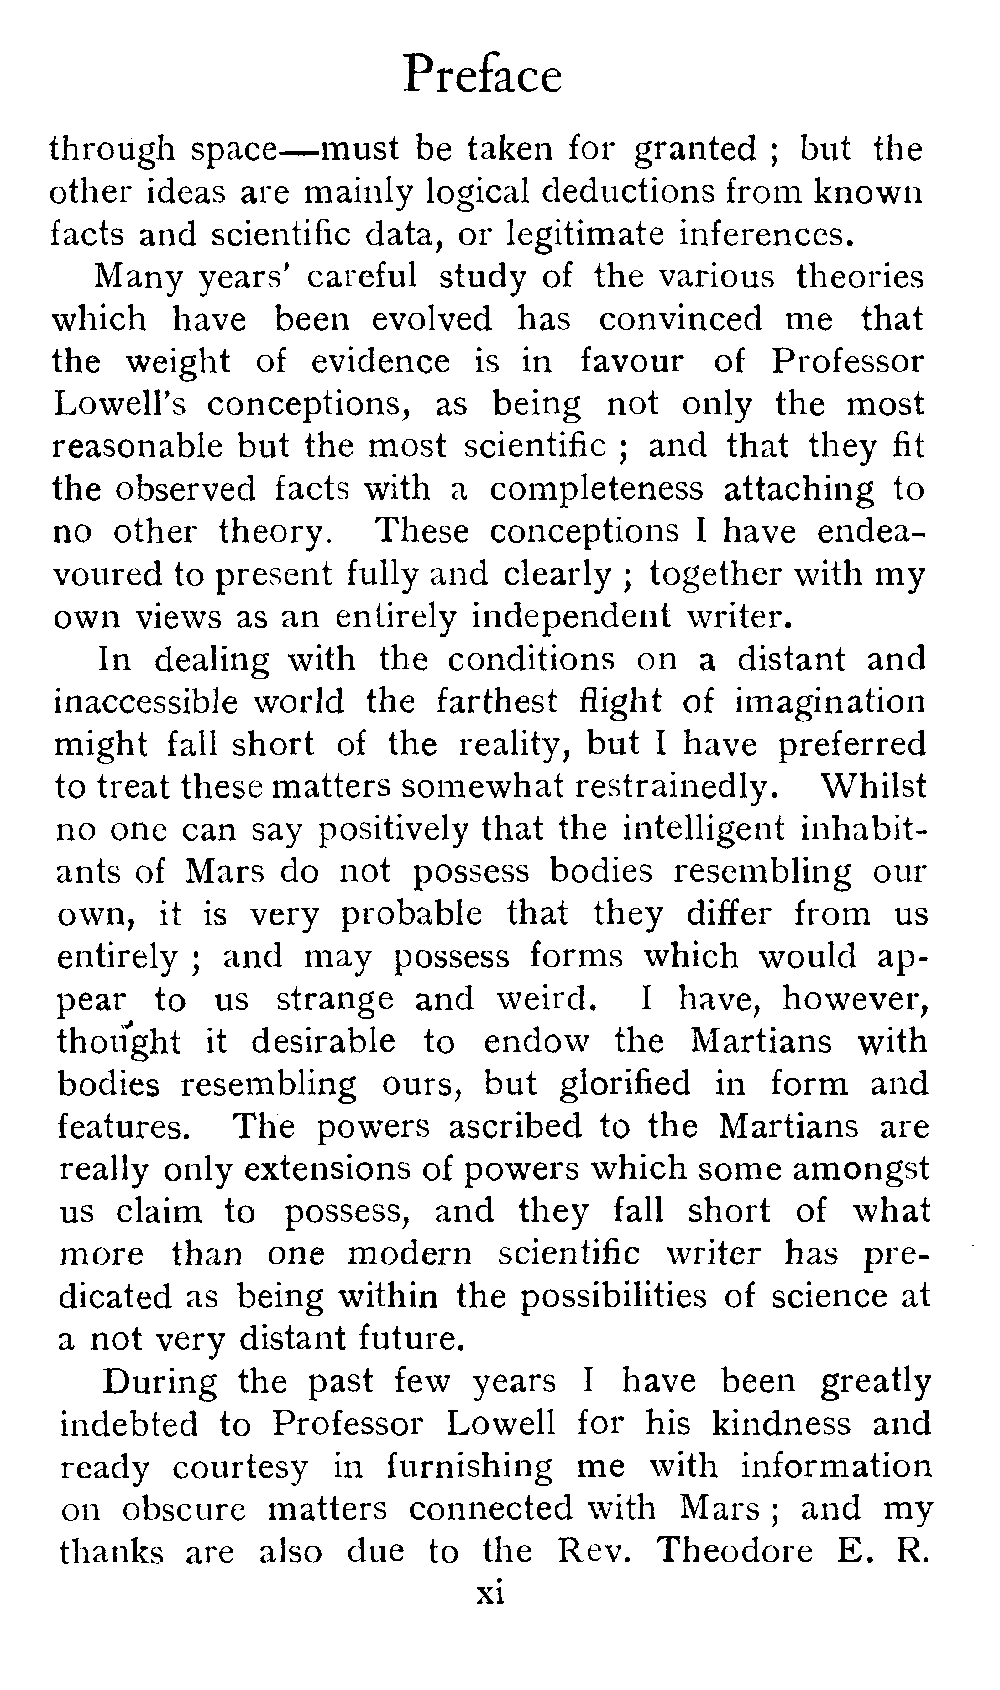 Preface
through space—must be taken for granted ; but the
other ideas are mainly logical deductions from known
facts and scientific data, or legitimate inferences.
Many years' careful study of the various theories
which have been evolved has convinced me that
the weight of evidence is in favour of Professor
Lowell's conceptions, as being not only the most
reasonable but the most scientific ; and that they fit
the observed facts with a completeness attaching to
no other theory. These conceptions I have endea-
voured to present fully and clearly ; together with my
own views as an entirely independent writer.
In dealing with the conditions on a distant and
inaccessible world the farthest flight of imagination
might fall short of the reality, but I have preferred
to treat these matters somewhat restrainedly. Whilst
no one can say positively that the intelligent inhabit-
ants of Mars do not possess bodies resembling our
own, it is very probable that they differ from us
entirely ; and may possess forms which would ap-
pear to us strange and weird. I have, however,
thought it desirable to endow the Martians with
bodies resembling ours, but glorified in form and
features. The powers ascribed to the Martians are
really only extensions of powers which some amongst
us claim to possess, and they fall short of what
more than one modern scientific writer has pre-
dicated as being within the possibilities of science at
a not very distant future.
During the past few years I have been greatly
indebted to Professor Lowell for his kindness and
ready courtesy in furnishing me with information
on obscure matters connected with Mars ; and my
thanks are also due to the Rev. Theodore E. R.
xi